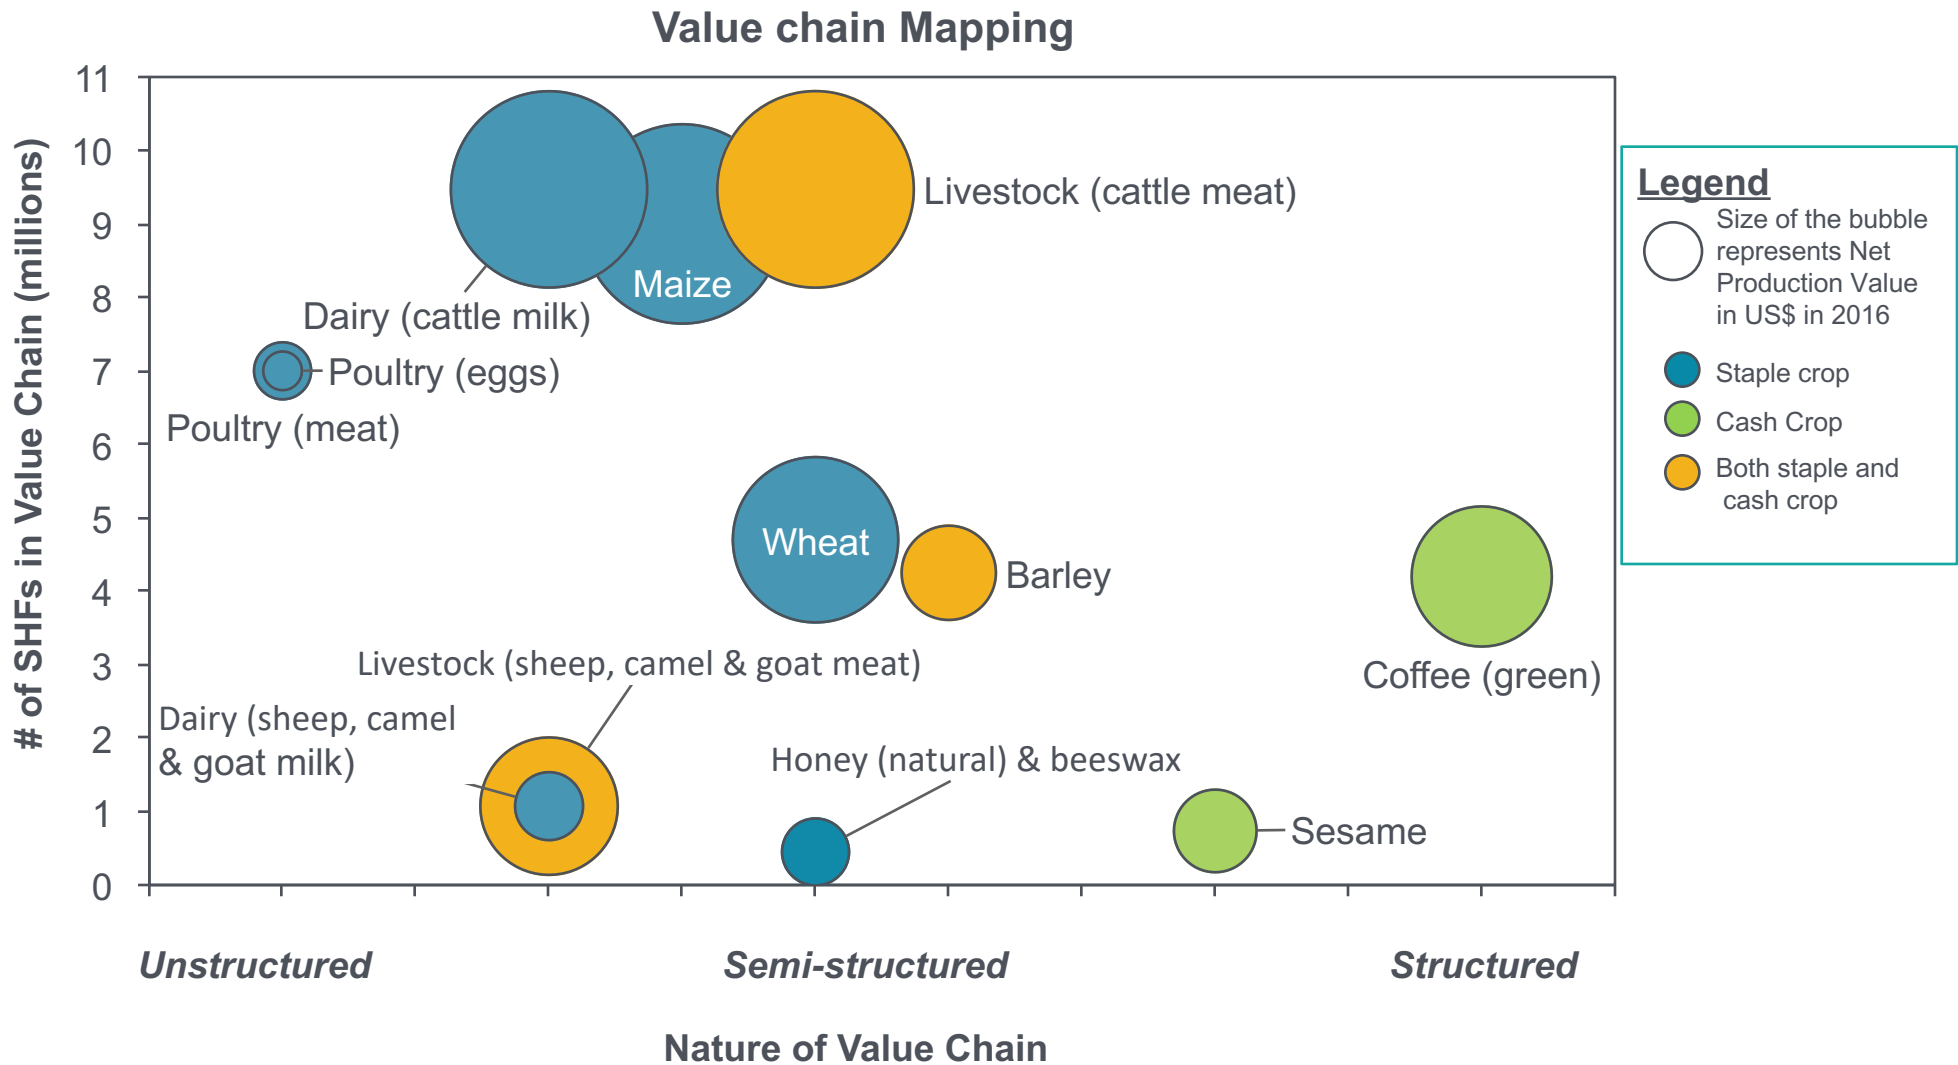 Value chain Mapping
# of SHFs in Value Chain (millions)
11
10
9
8
7
6
5
4
3
2
1
0
Livestock (cattle meat)
Maize
Dairy (cattle milk)
Poultry (eggs)
Poultry (meat)
Wheat
Barley
Coffee (green)
Livestock (sheep, camel & goat meat)
Dairy (sheep, camel
& goat milk)
Honey (natural) & beeswax
Sesame
Unstructured
Semi-structured
Structured
Nature of Value Chain
Legend
Size of the bubble
represents Net
Production Value
in US$ in 2016
Staple crop
Cash Crop
Both staple and
cash crop